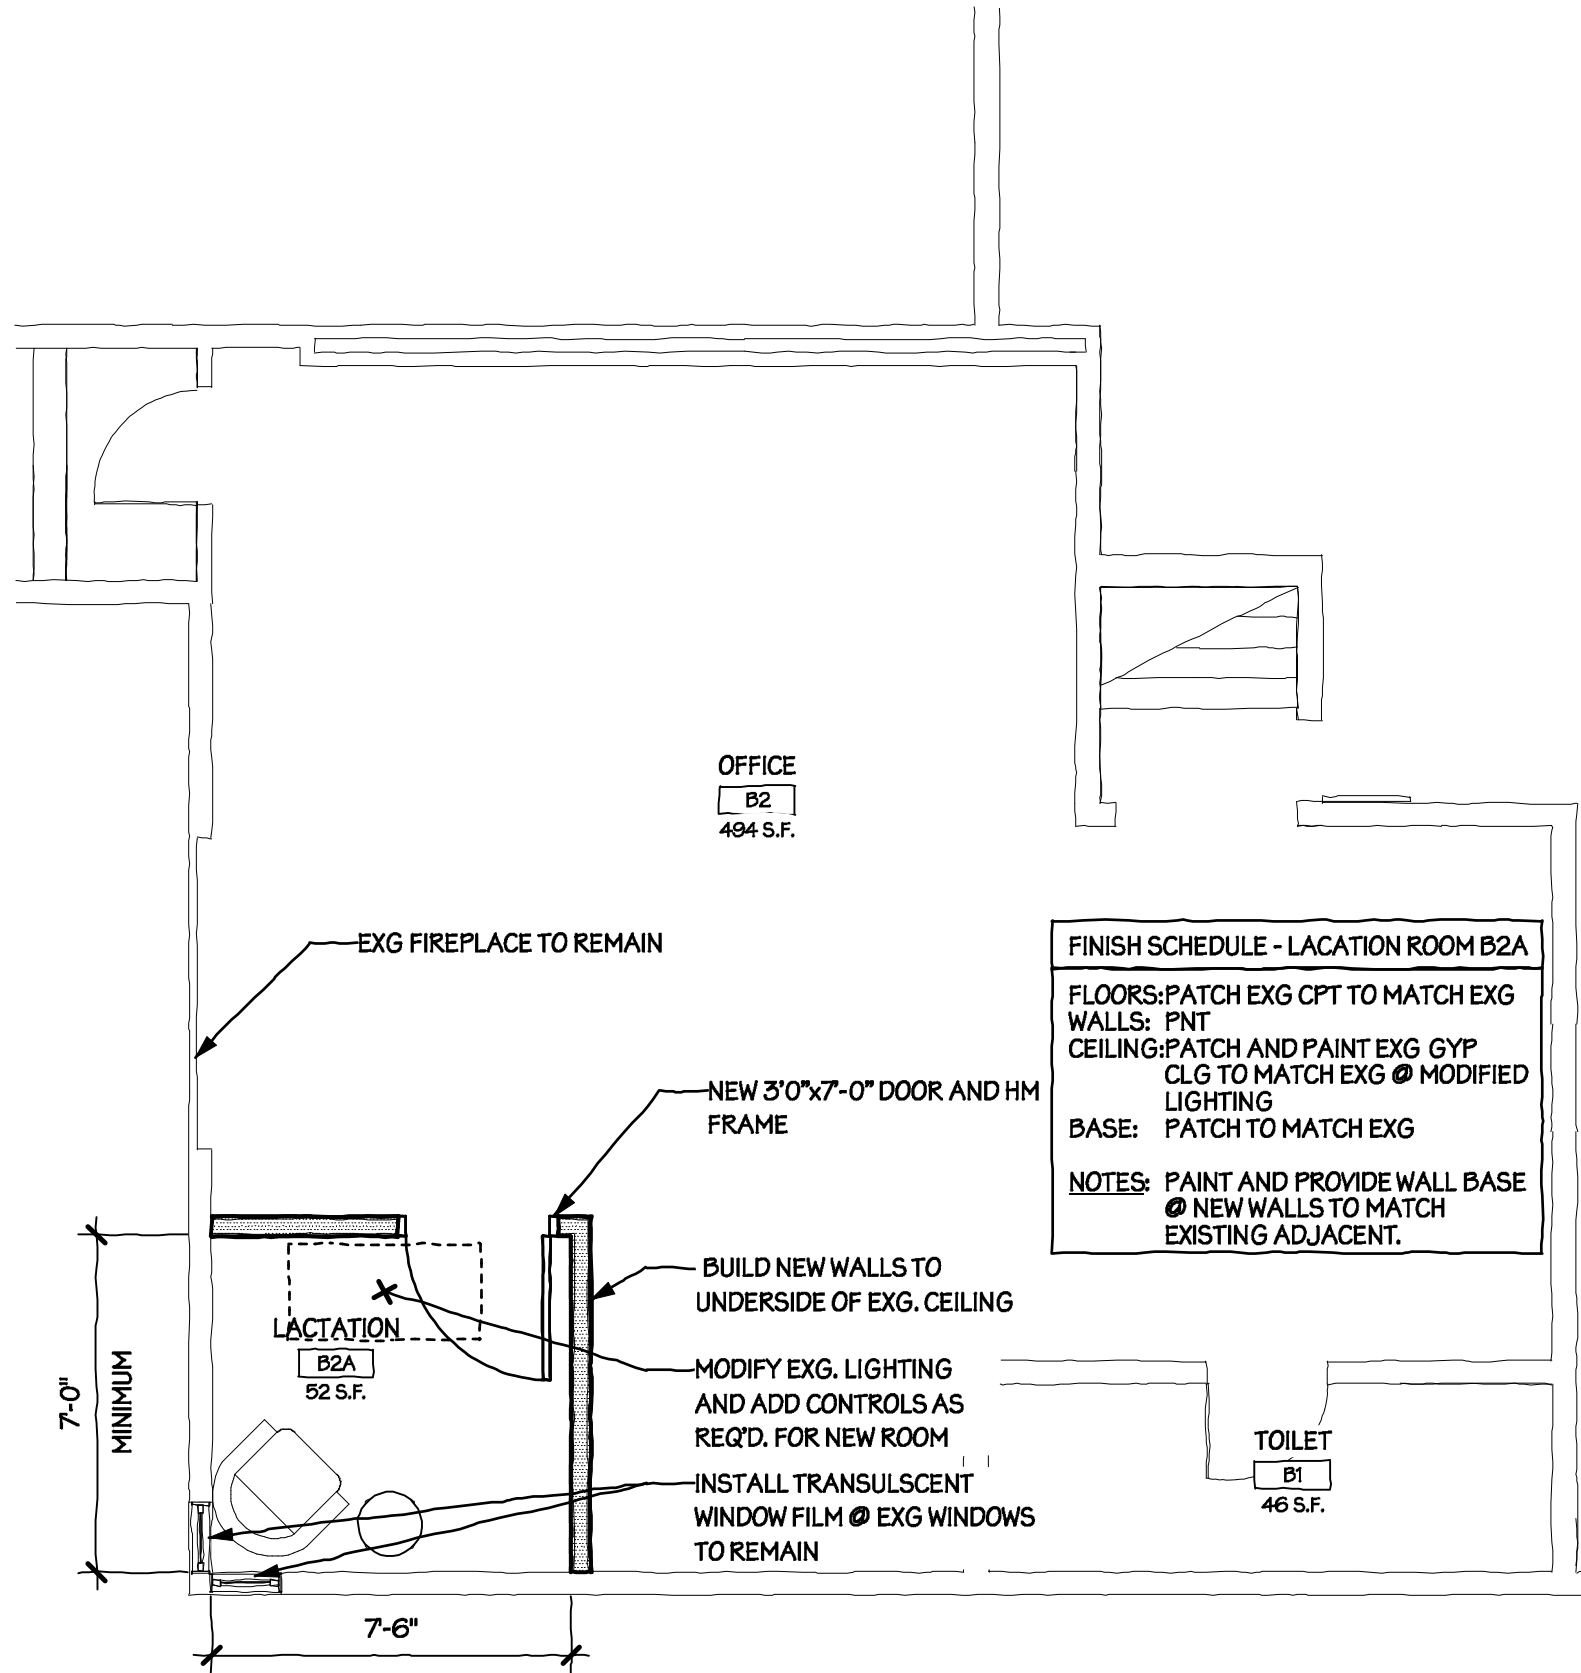 OFFICE
B2
494 S.F.
EXG FIREPLACE TO REMAIN
FINISH SCHEDULE - LACATION ROOM B2A
FLOORS: PATCH EXG CPT TO MATCH EXG
WALLS: PNT
CEILING: PATCH AND PAINT EXG GYP
CLG TO MATCH EXG @ MODIFIED
LIGHTING
BASE: PATCH TO MATCH EXG
NOTES: PAINT AND PROVIDE WALL BASE
@ NEW WALLS TO MATCH
EXISTING ADJACENT.
NEW 3'0"x7'-0" DOOR AND HM
FRAME
BUILD NEW WALLS TO
UNDERSIDE OF EXG. CEILING
LACTATION
B2A
52 S.F.
MODIFY EXG. LIGHTING
AND ADD CONTROLS AS
REQ'D. FOR NEW ROOM
7'-0"
MINIMUM
TOILET
B1
46 S.F.
INSTALL TRANSULSCENT
WINDOW FILM @ EXG WINDOWS
TO REMAIN
7'-6"